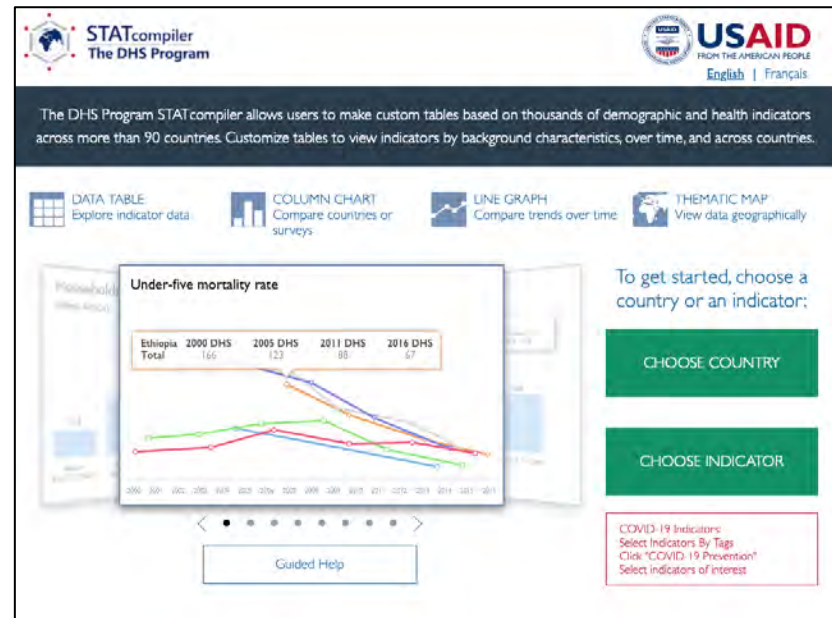 STATcompiler
The DHS Program
USAID
FROM THE AMERICAN PEOPLE
English | Français
The DHS Program STATcompiler allows users to make custom tables based on thousands of demographic and health indicators
across more than 90 countries. Customize tables to view indicators by background characteristics, over time, and across countries.
DATA TABLE
Explore indicator data
COLUMN CHART
Compare countries or
surveys
LINE GRAPH
Compare trends over time
THEMATIC MAP
View data geographically
To get started, choose a
country or an indicator:
Under-five mortality rate
Ethiopia 2000 DHS 2005 DHS 2011 DHS 2016 DHS
Total 166 123 88 67
CHOOSE COUNTRY
CHOOSE INDICATOR
COVID-19 Indicators:
Select Indicators By Tags
Click "COVID-19 Prevention"
Select indicators of interest
Guided Help